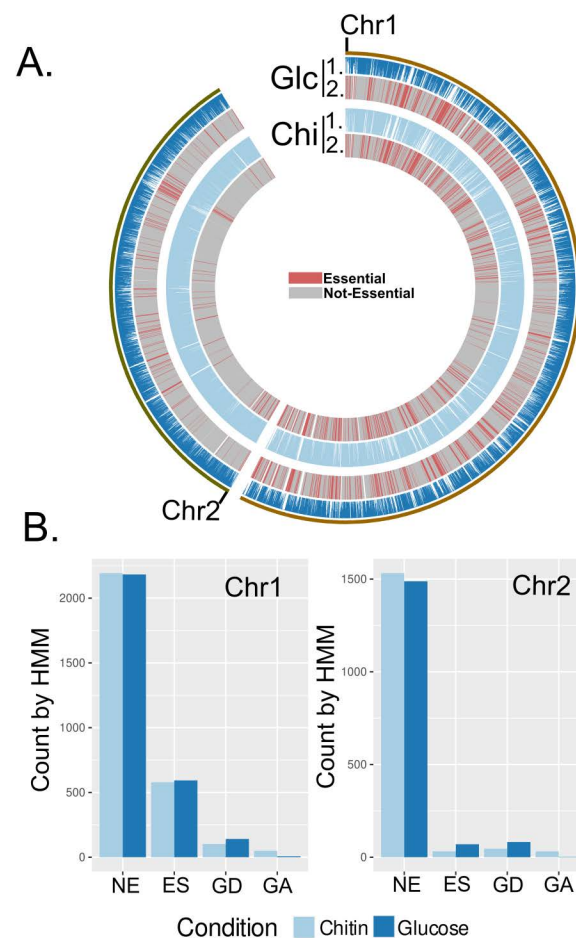 A.
Chr1
Glc 1.
2.
Chi 1.
2.
Essential
Not-Essential
Chr2
B.
Chr1
Count by HMM
2000
1500
1000
500
0
NE ES GD GA
Chr2
Count by HMM
1500
1000
500
0
NE ES GD GA
Condition Chitin Glucose